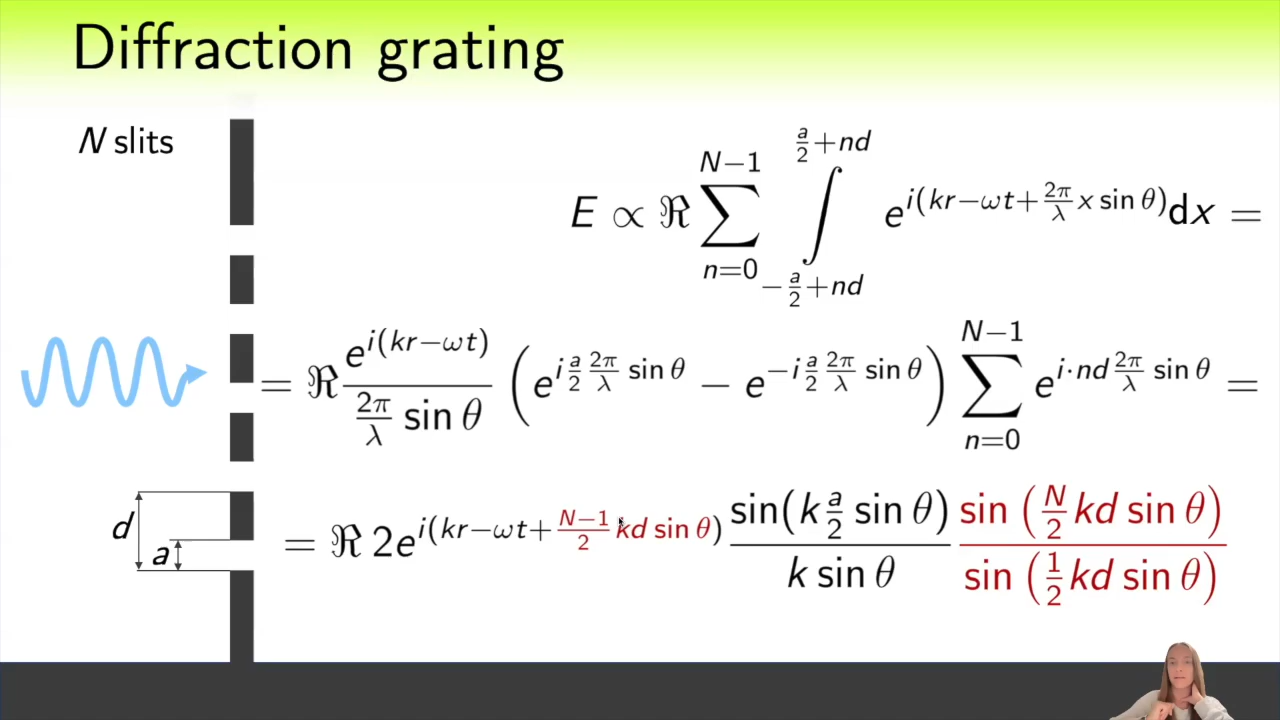 Diffraction grating
N slits
E ∝ ℜ ∑_{n=0}^{N−1} ∫_{−a/2+nd}^{a/2+nd} e^{i(kr−ωt+(2π/λ)x sin θ)} dx =
= ℜ e^{i(kr−ωt)} / ((2π/λ) sin θ) (e^{i (a/2) (2π/λ) sin θ} − e^{−i (a/2) (2π/λ) sin θ}) ∑_{n=0}^{N−1} e^{i·nd (2π/λ) sin θ} =
d
a
= ℜ 2e^{i(kr−ωt+((N−1)/2) kd sin θ)} sin(k (a/2) sin θ) / (k sin θ) sin ((N/2) kd sin θ) / sin ((1/2) kd sin θ)